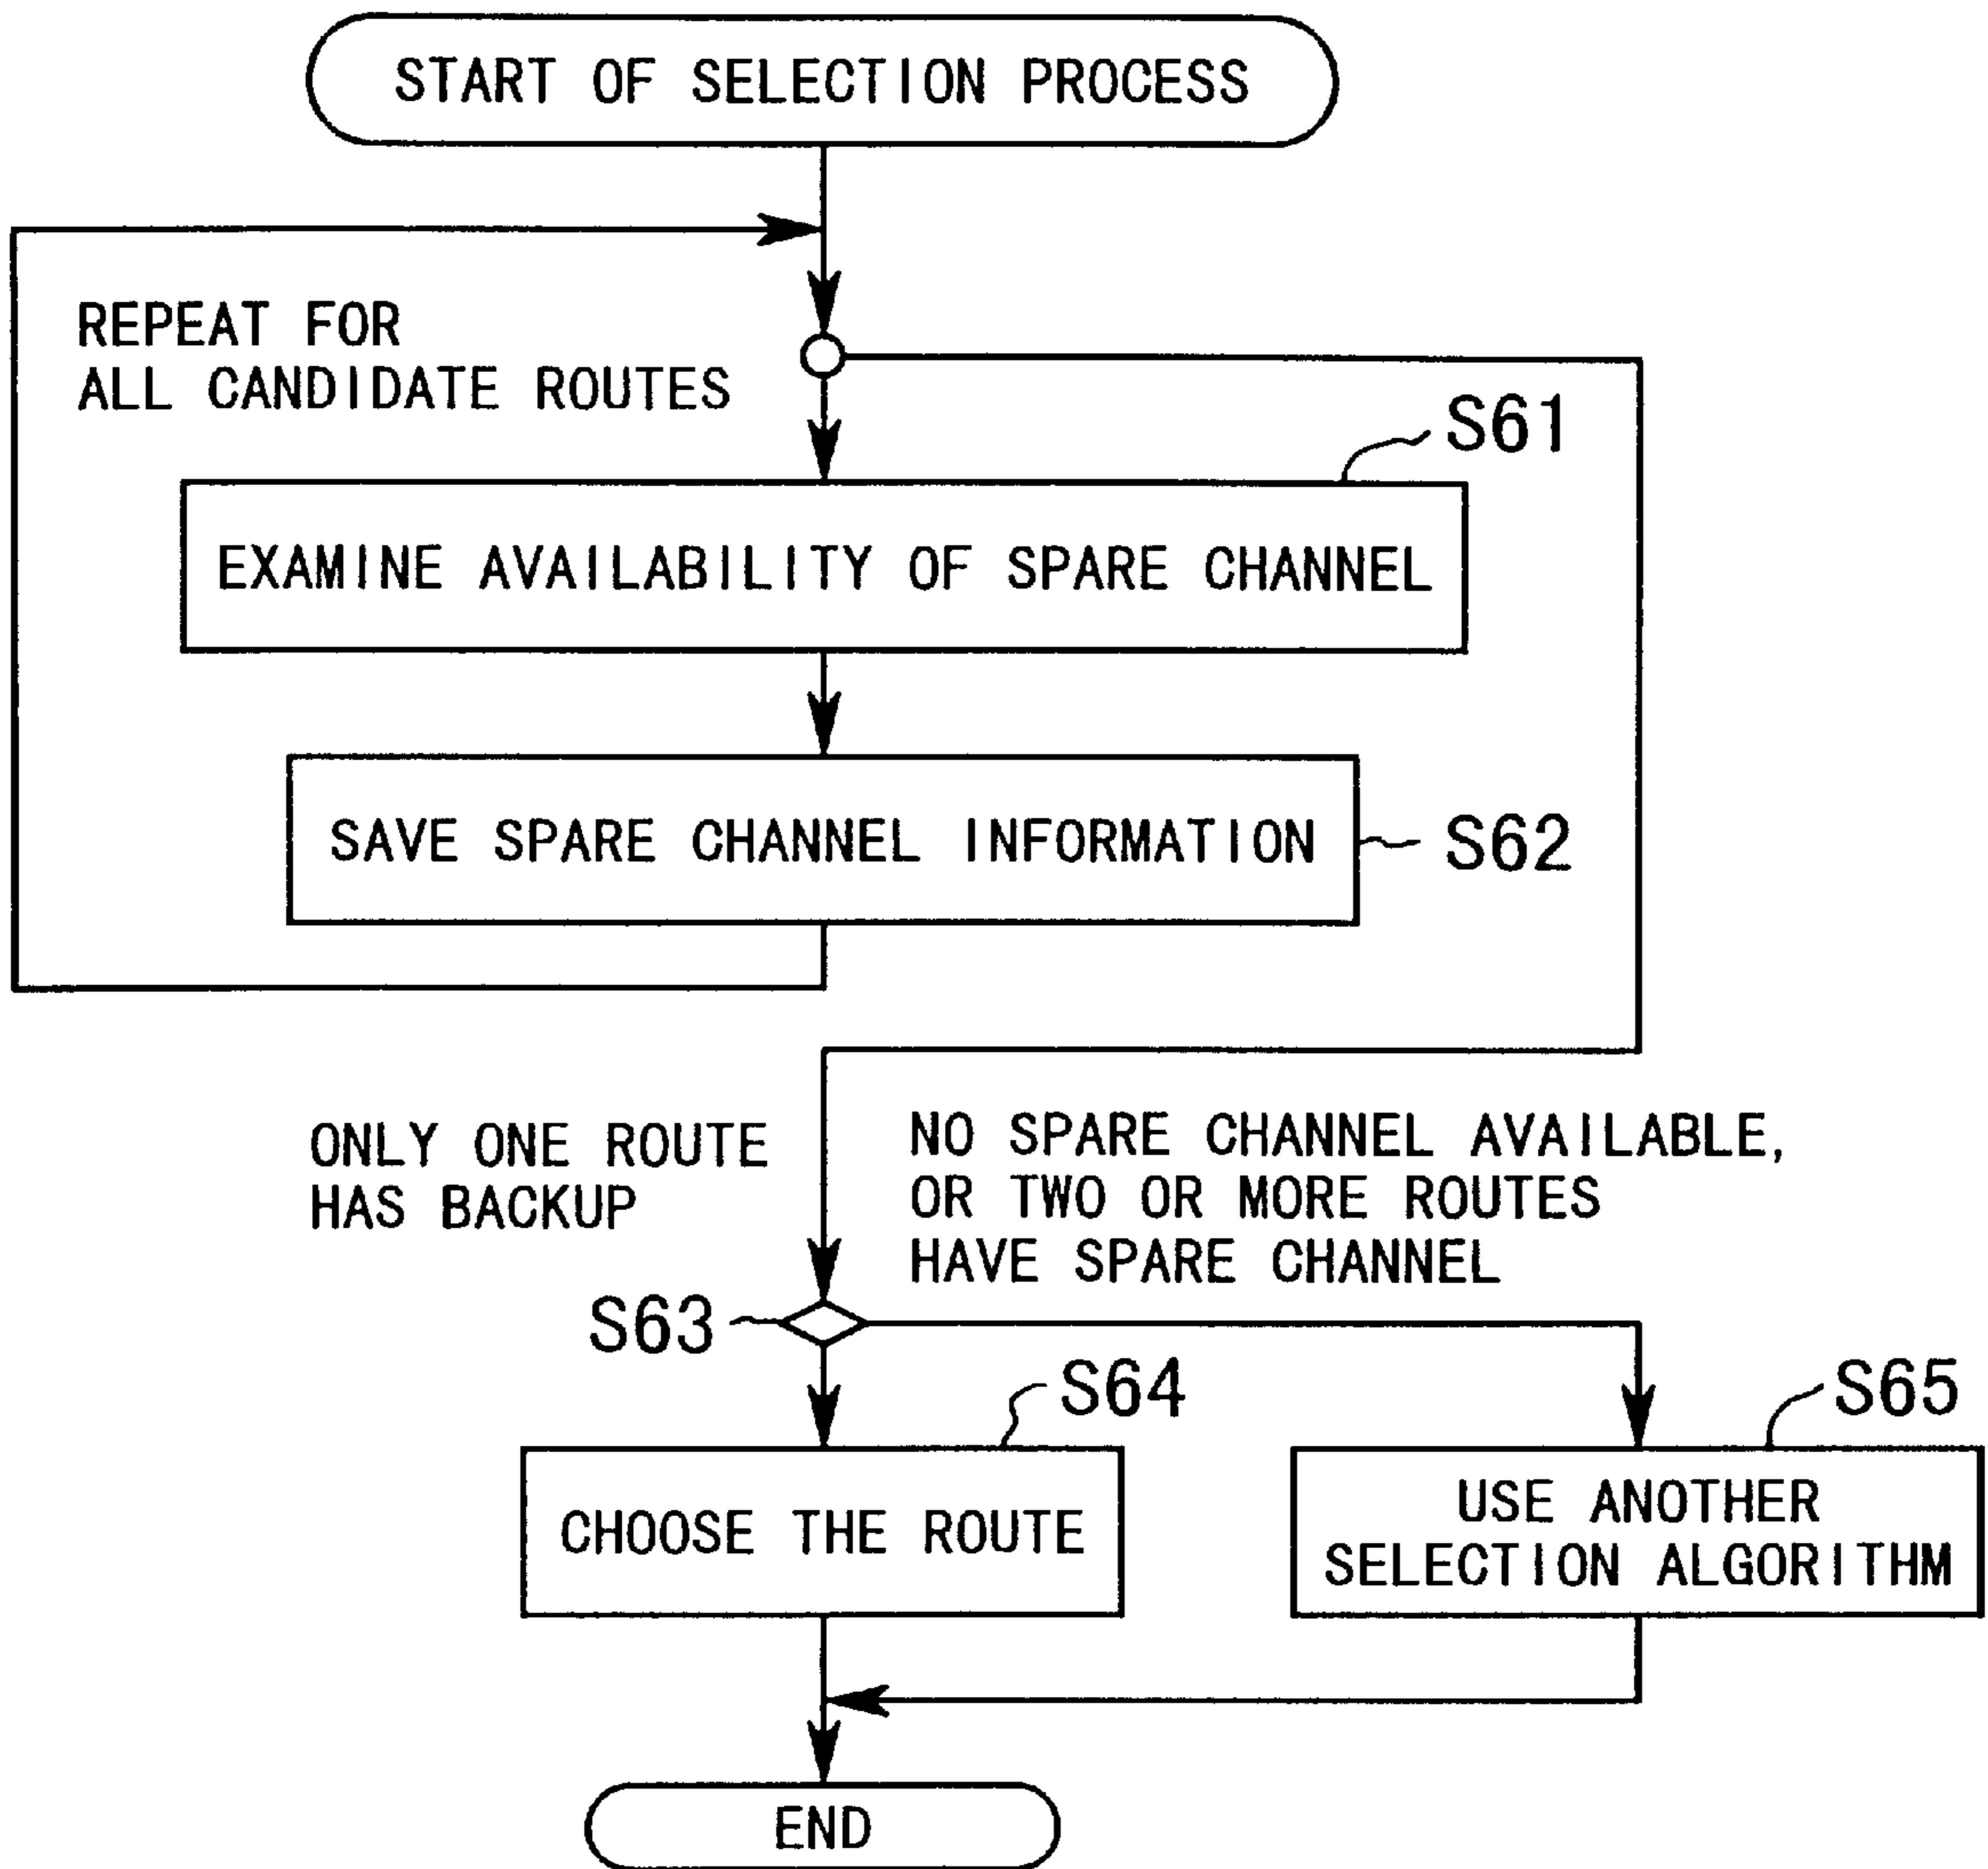 START OF SELECTION PROCESS
REPEAT FOR
ALL CANDIDATE ROUTES
S61
EXAMINE AVAILABILITY OF SPARE CHANNEL
SAVE SPARE CHANNEL INFORMATION
S62
ONLY ONE ROUTE
HAS BACKUP
NO SPARE CHANNEL AVAILABLE,
OR TWO OR MORE ROUTES
HAVE SPARE CHANNEL
S63
S64
S65
CHOOSE THE ROUTE
USE ANOTHER
SELECTION ALGORITHM
END